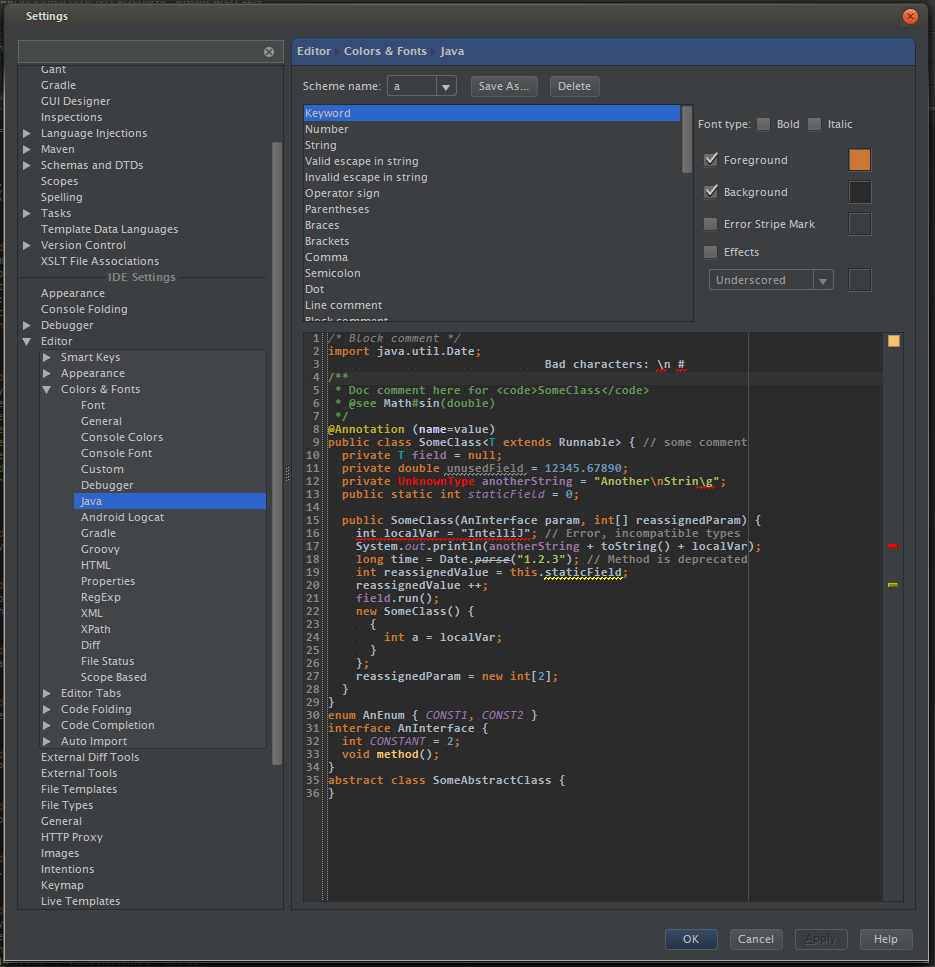 Settings
Gant
Gradle
GUI Designer
Inspections
Language Injections
Maven
Schemas and DTDs
Scopes
Spelling
Tasks
Template Data Languages
Version Control
XSLT File Associations
IDE Settings
Appearance
Console Folding
Debugger
Editor
Smart Keys
Appearance
Colors & Fonts
Font
General
Console Colors
Console Font
Custom
Debugger
Java
Android Logcat
Gradle
Groovy
HTML
Properties
RegExp
XML
XPath
Diff
File Status
Scope Based
Editor Tabs
Code Folding
Code Completion
Auto Import
External Diff Tools
External Tools
File Templates
File Types
General
HTTP Proxy
Images
Intentions
Keymap
Live Templates
Editor Colors & Fonts Java
Scheme name: a Save As... Delete
Keyword
Number
String
Valid escape in string
Invalid escape in string
Operator sign
Parentheses
Braces
Brackets
Comma
Semicolon
Dot
Line comment
Block comment
Font type: Bold Italic
Foreground
Background
Error Stripe Mark
Effects
Underscored
1 /* Block comment */
2 import java.util.Date;
3 Bad characters: \n #
4 /**
5 * Doc comment here for <code>SomeClass</code>
6 * @see Math#sin(double)
7 */
8 @Annotation (name=value)
9 public class SomeClass<T extends Runnable> { // some comment
10 private T field = null;
11 private double unusedField = 12345.67890;
12 private UnknownType anotherString = "Another\nStrin\g";
13 public static int staticField = 0;
14
15 public SomeClass(AnInterface param, int[] reassignedParam) {
16 int localVar = "IntelliJ"; // Error, incompatible types
17 System.out.println(anotherString + toString() + localVar);
18 long time = Date.parse("1.2.3"); // Method is deprecated
19 int reassignedValue = this.staticField;
20 reassignedValue ++;
21 field.run();
22 new SomeClass() {
23 {
24 int a = localVar;
25 }
26 };
27 reassignedParam = new int[2];
28 }
29 }
30 enum AnEnum { CONST1, CONST2 }
31 interface AnInterface {
32 int CONSTANT = 2;
33 void method();
34 }
35 abstract class SomeAbstractClass {
36 }
OK Cancel Apply Help